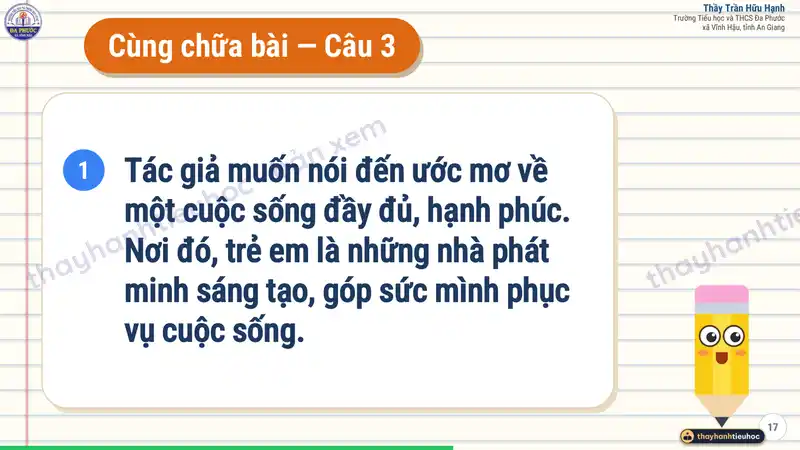 Thầy Trần Hữu Hạnh
Trường Tiểu học và THCS Đa Phước
xã Vĩnh Hậu, tỉnh An Giang
ĐA PHƯỚC
Cùng chữa bài – Câu 3
1
Tác giả muốn nói đến ước mơ về
một cuộc sống đầy đủ, hạnh phúc.
Nơi đó, trẻ em là những nhà phát
minh sáng tạo, góp sức mình phục
vụ cuộc sống.
17
thayhanhtieuhoc